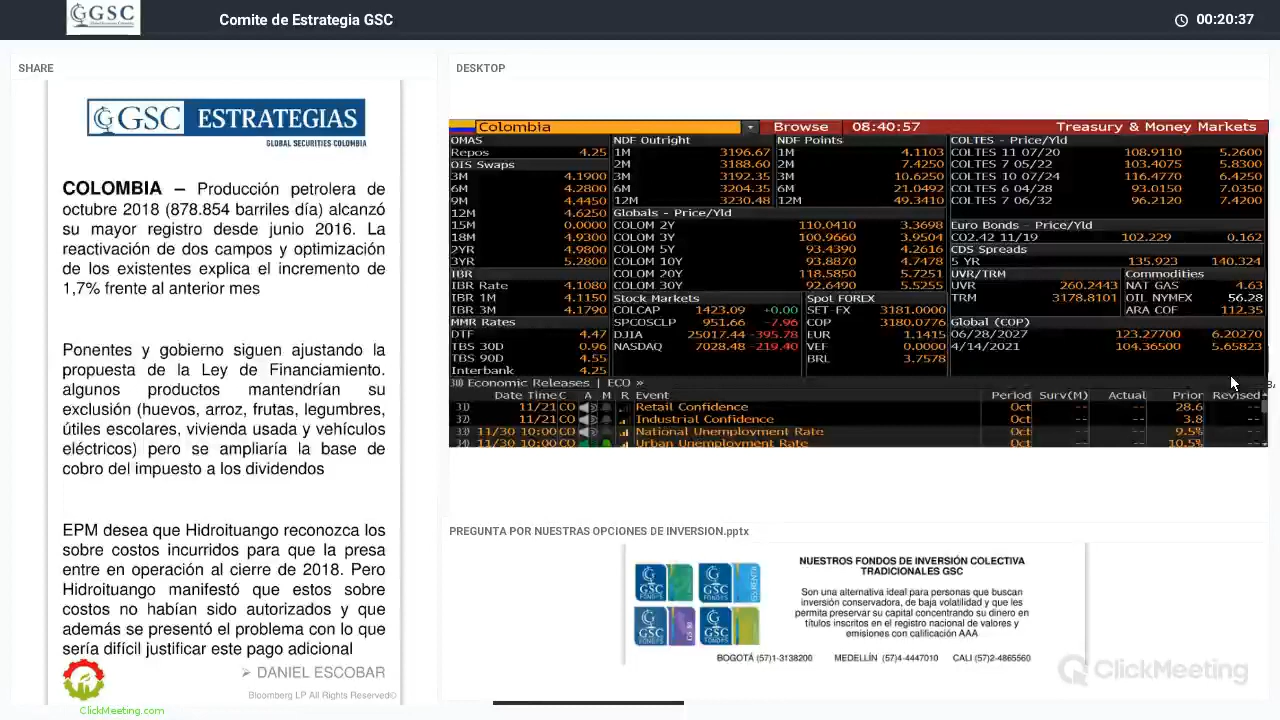 GSC
Comite de Estrategia GSC
00:20:37
SHARE
GSC ESTRATEGIAS
GLOBAL SECURITIES COLOMBIA
COLOMBIA – Producción petrolera de
octubre 2018 (878.854 barriles día) alcanzó
su mayor registro desde junio 2016. La
reactivación de dos campos y optimización
de los existentes explica el incremento de
1,7% frente al anterior mes
Ponentes y gobierno siguen ajustando la
propuesta de la Ley de Financiamiento.
algunos productos mantendrían su
exclusión (huevos, arroz, frutas, legumbres,
útiles escolares, vivienda usada y vehículos
eléctricos) pero se ampliaría la base de
cobro del impuesto a los dividendos
EPM desea que Hidroituango reconozca los
sobre costos incurridos para que la presa
entre en operación al cierre de 2018. Pero
Hidroituango manifestó que estos sobre
costos no habían sido autorizados y que
además se presentó el problema con lo que
sería difícil justificar este pago adicional
➢ DANIEL ESCOBAR
Bloomberg LP All Rights Reserved©
ClickMeeting.com
DESKTOP
Colombia Browse 08:40:57 Treasury & Money Markets
OMAS
Repos 4.25
OIS Swaps
3M 4.1900
6M 4.2800
9M 4.4450
12M 4.6250
15M 0.0000
18M 4.9300
2YR 4.9800
3YR 5.2800
IBR
IBR Rate 4.1080
IBR 1M 4.1150
IBR 3M 4.1790
MMR Rates
DTF 4.47
TBS 30D 0.96
TBS 90D 4.55
Interbank 4.25
NDF Outright
1M 3196.67
2M 3188.60
3M 3192.35
6M 3204.35
12M 3230.48
NDF Points
1M 4.1103
2M 7.4250
3M 10.6250
6M 21.0492
12M 49.3410
Globals - Price/Yld
COLOM 2Y 110.0410 3.3698
COLOM 3Y 100.9660 3.9504
COLOM 5Y 93.4390 4.2616
COLOM 10Y 93.8870 4.7478
COLOM 20Y 118.5850 5.7251
COLOM 30Y 92.6490 5.5255
Stock Markets
COLCAP 1423.09 +0.00
SPCOSCLP 951.66 -7.96
DJIA 25017.44 -395.78
NASDAQ 7028.48 -219.40
Spot FOREX
SET-FX 3181.0000
COP 3180.0776
EUR 1.1415
VEF 0.0000
BRL 3.7578
COLTES - Price/Yld
COLTES 11 07/20 108.9110 5.2600
COLTES 7 05/22 103.4075 5.8300
COLTES 10 07/24 116.4770 6.4250
COLTES 6 04/28 93.0150 7.0350
COLTES 7 06/32 96.2120 7.4200
Euro Bonds - Price/Yld
CO2.42 11/19 102.229 0.162
CDS Spreads
5 YR 135.923 140.324
UVR/TRM
UVR 260.2443
TRM 3178.8101
Commodities
NAT GAS 4.63
OIL NYMEX 56.28
ARA COF 112.35
Global (COP)
06/28/2027 123.27700 6.20270
4/14/2021 104.36500 5.65823
30) Economic Releases | ECO »
Date Time C A M R Event Period Surv(M) Actual Prior Revised
31) 11/21 CO Retail Confidence Oct -- -- 28.6 --
32) 11/21 CO Industrial Confidence Oct -- -- 3.8 --
33) 11/30 10:00 CO National Unemployment Rate Oct -- -- 9.5% --
34) 11/30 10:00 CO Urban Unemployment Rate Oct -- -- 10.5% --
PREGUNTA POR NUESTRAS OPCIONES DE INVERSION.pptx
GSC GSC
GSC GSC
NUESTROS FONDOS DE INVERSIÓN COLECTIVA
TRADICIONALES GSC
Son una alternativa ideal para personas que buscan
inversión conservadora, de baja volatilidad y que les
permita preservar su capital concentrando su dinero en
títulos inscritos en el registro nacional de valores y
emisiones con calificación AAA
BOGOTÁ (57)1-3138200 MEDELLÍN (57)4-4447010 CALI (57)2-4865560
ClickMeeting